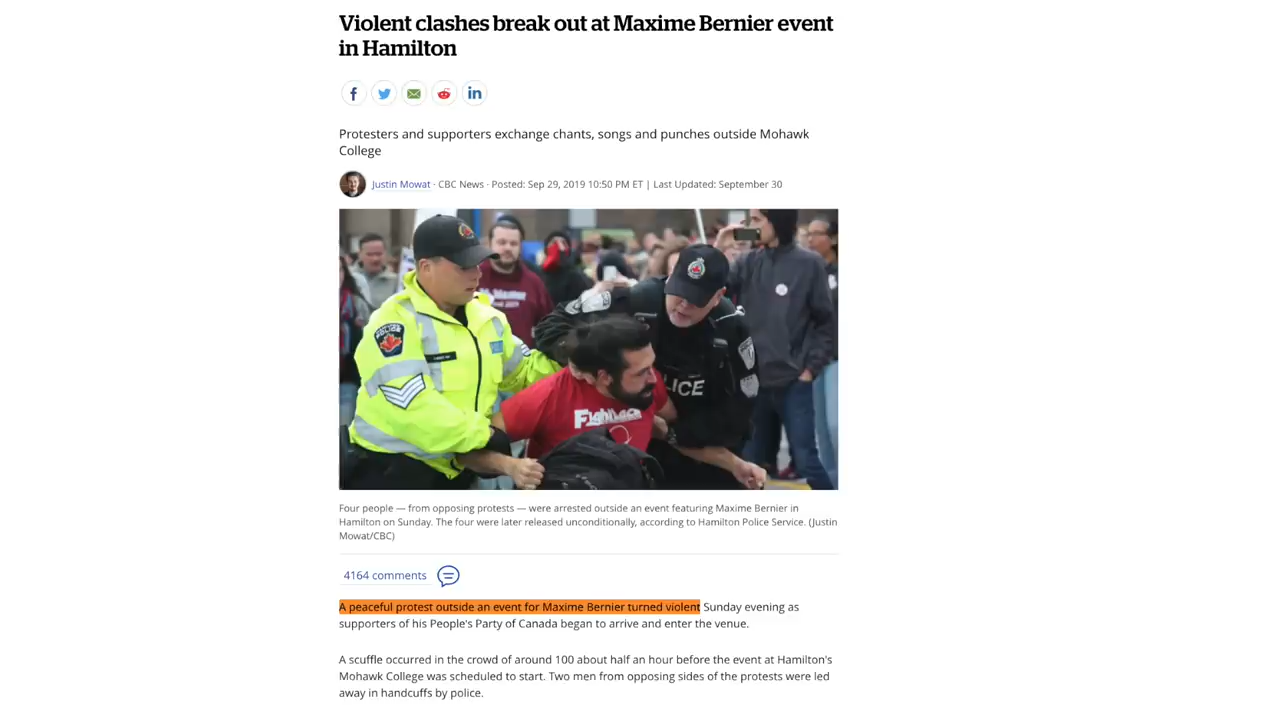 Violent clashes break out at Maxime Bernier event
in Hamilton
Protesters and supporters exchange chants, songs and punches outside Mohawk
College
Justin Mowat · CBC News · Posted: Sep 29, 2019 10:50 PM ET | Last Updated: September 30
POLICE
LICE
Four people — from opposing protests — were arrested outside an event featuring Maxime Bernier in
Hamilton on Sunday. The four were later released unconditionally, according to Hamilton Police Service. (Justin
Mowat/CBC)
4164 comments
A peaceful protest outside an event for Maxime Bernier turned violent Sunday evening as
supporters of his People's Party of Canada began to arrive and enter the venue.
A scuffle occurred in the crowd of around 100 about half an hour before the event at Hamilton's
Mohawk College was scheduled to start. Two men from opposing sides of the protests were led
away in handcuffs by police.